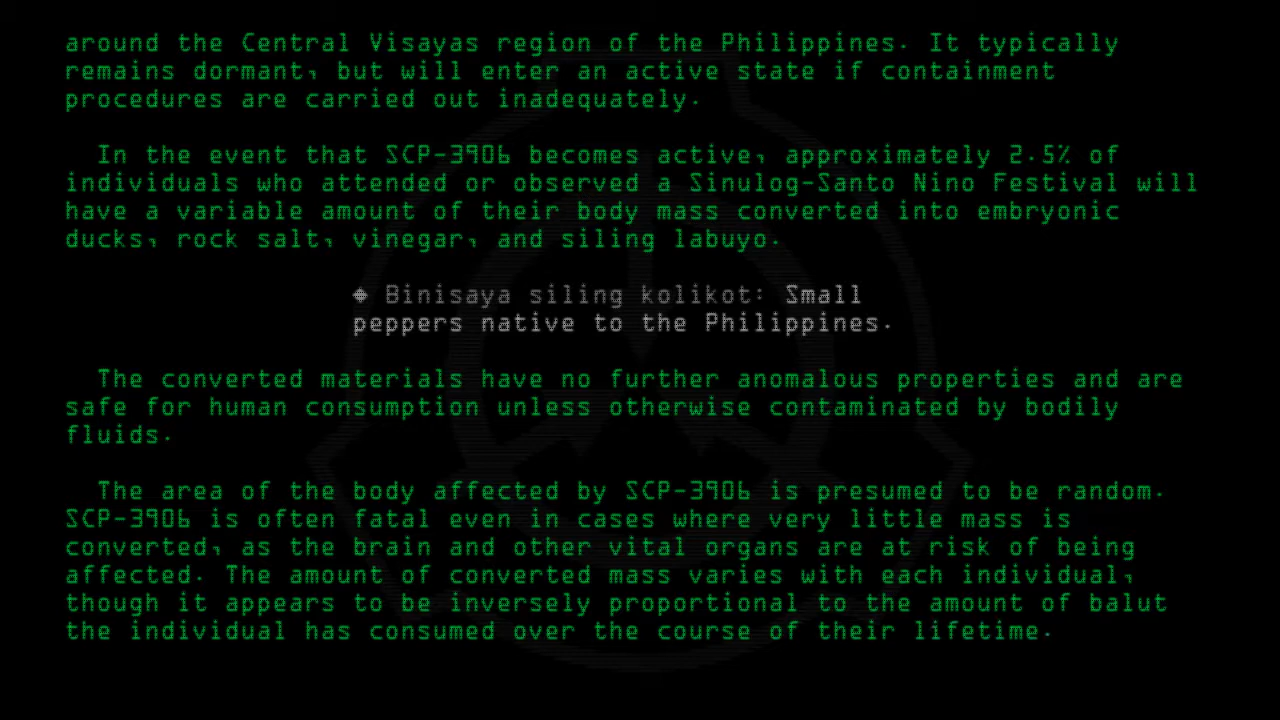 around the Central Visayas region of the Philippines. It typically
remains dormant, but will enter an active state if containment
procedures are carried out inadequately.
In the event that SCP-3906 becomes active, approximately 2.5% of
individuals who attended or observed a Sinulog-Santo Nino Festival will
have a variable amount of their body mass converted into embryonic
ducks, rock salt, vinegar, and siling labuyo.
◆ Binisaya siling kolikot: Small
peppers native to the Philippines.
The converted materials have no further anomalous properties and are
safe for human consumption unless otherwise contaminated by bodily
fluids.
The area of the body affected by SCP-3906 is presumed to be random.
SCP-3906 is often fatal even in cases where very little mass is
converted, as the brain and other vital organs are at risk of being
affected. The amount of converted mass varies with each individual,
though it appears to be inversely proportional to the amount of balut
the individual has consumed over the course of their lifetime.